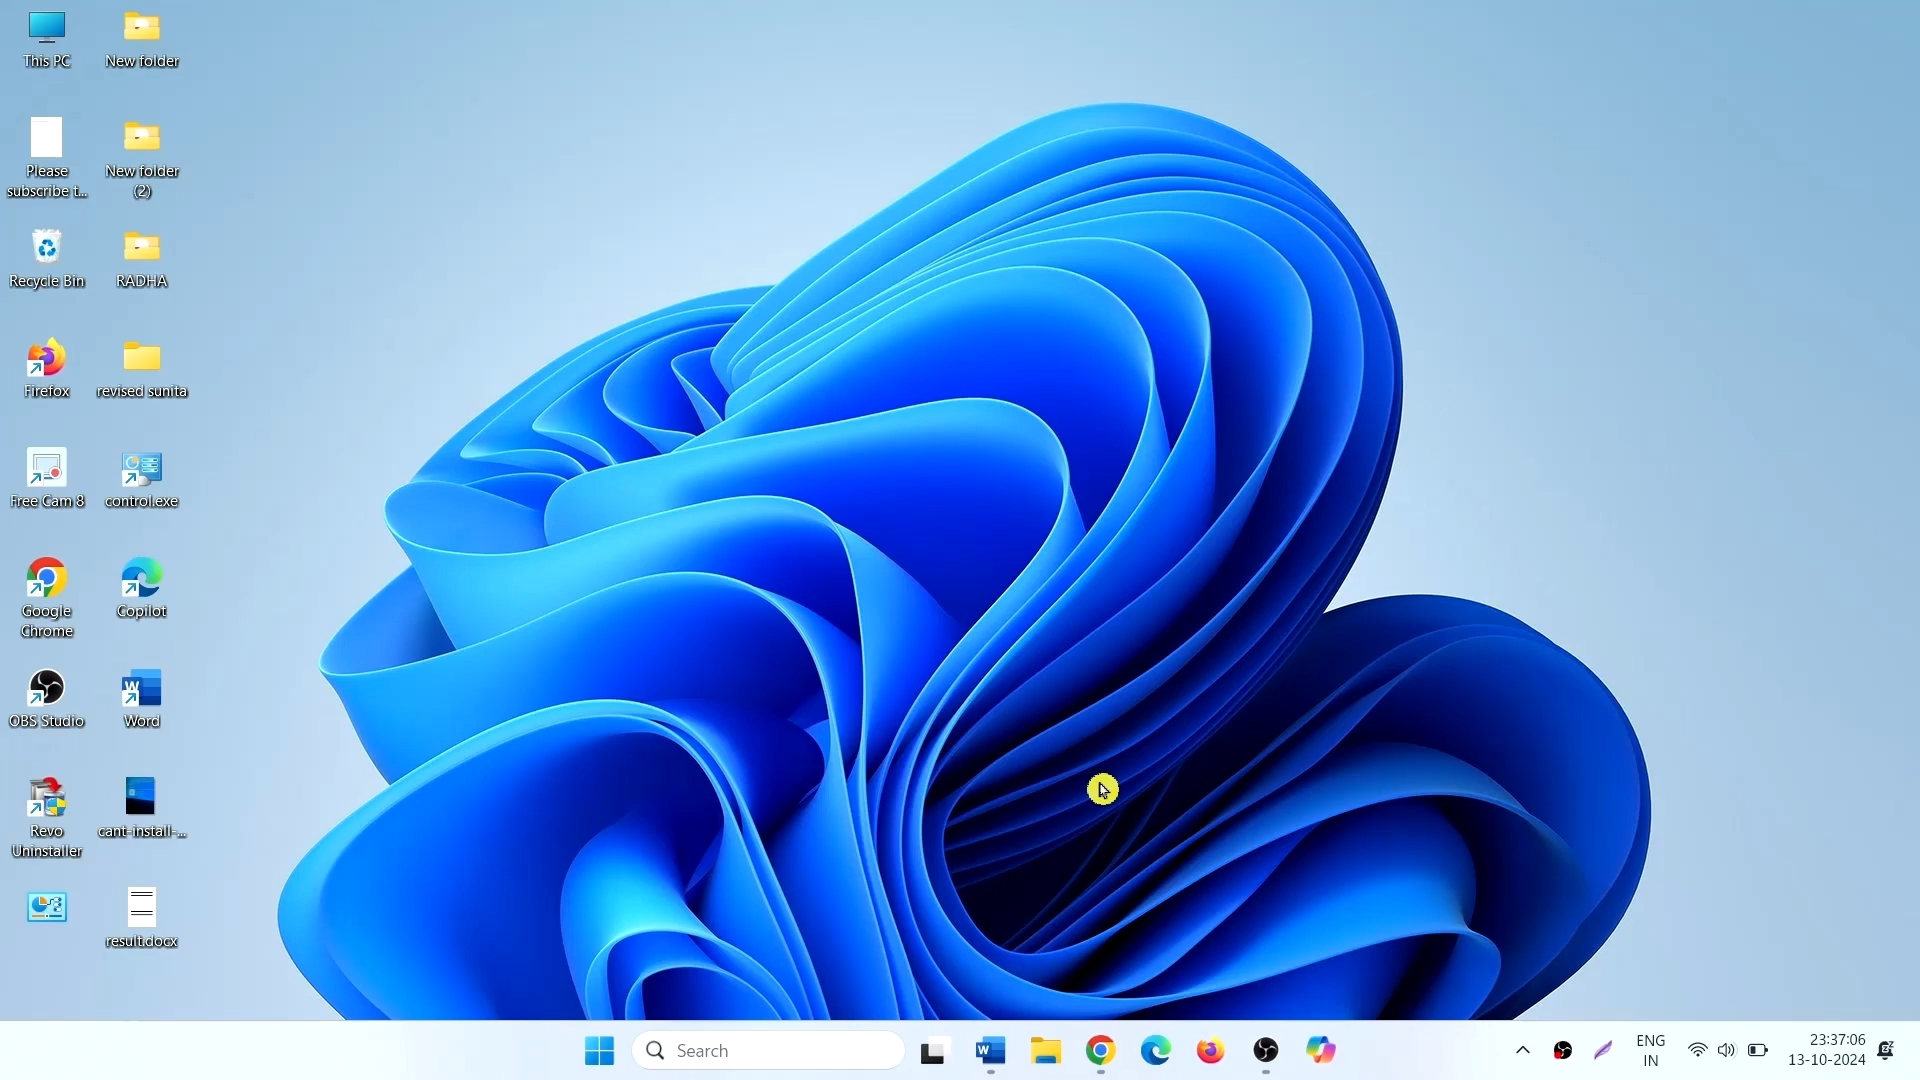 This PC
New folder
Please
subscribe t...
New folder
(2)
Recycle Bin
RADHA
Firefox
revised sunita
Free Cam 8
control.exe
Google
Chrome
Copilot
OBS Studio
Word
Revo
Uninstaller
cant-install-...
result.docx
Search
ENG
IN
23:37:06
13-10-2024